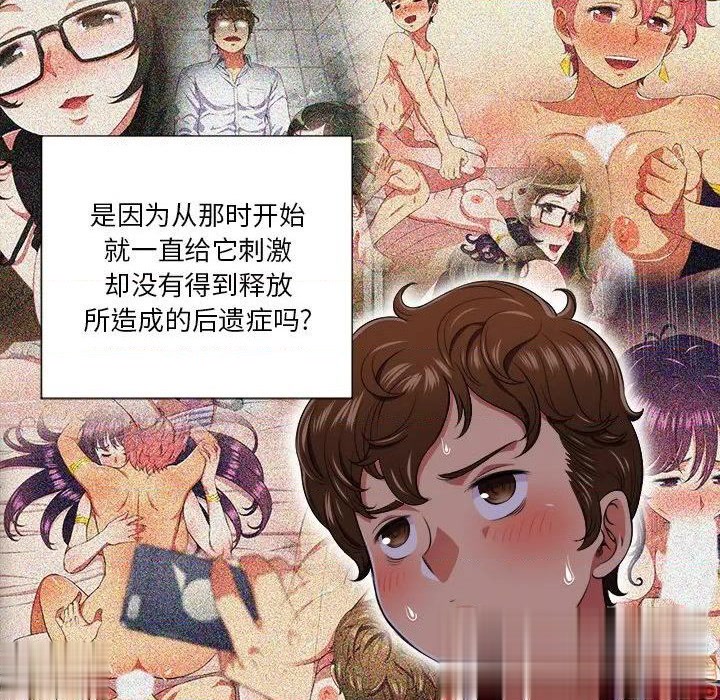 是因为从那时开始
就一直给它刺激
却没有得到释放
所造成的后遗症吗?